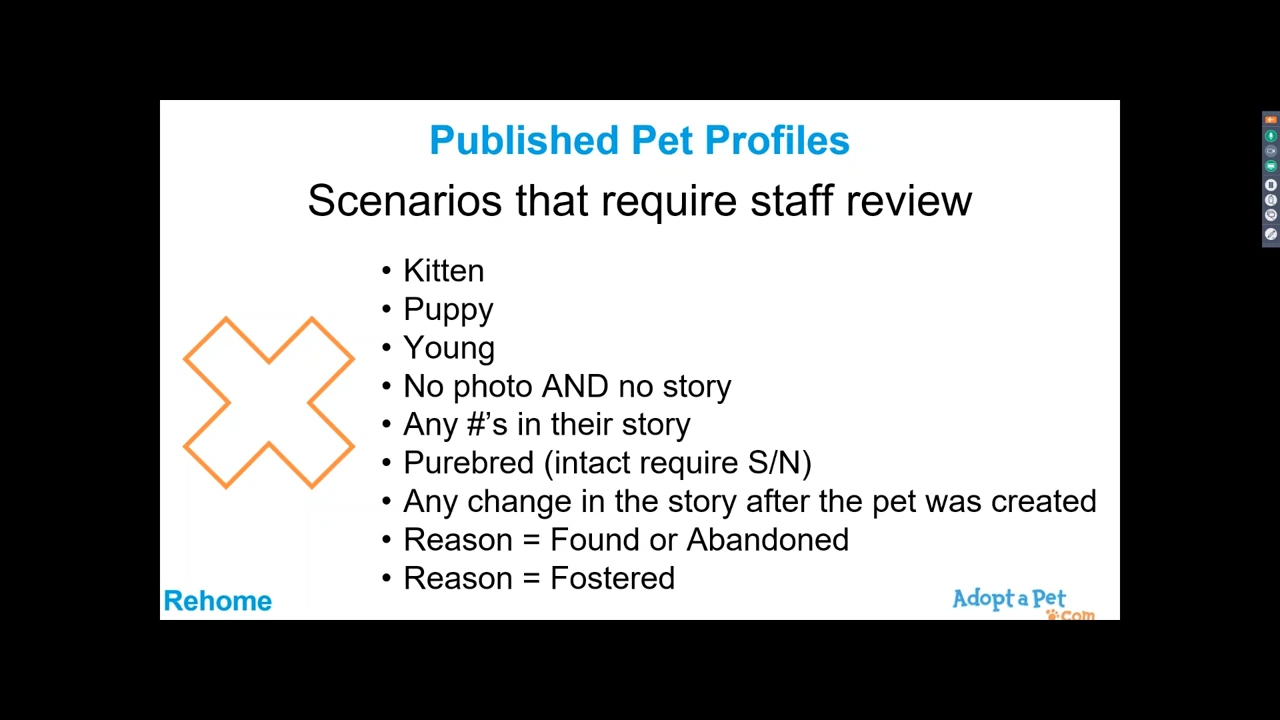 Published Pet Profiles
Scenarios that require staff review
• Kitten
• Puppy
• Young
• No photo AND no story
• Any #’s in their story
• Purebred (intact require S/N)
• Any change in the story after the pet was created
• Reason = Found or Abandoned
• Reason = Fostered
Rehome
Adopt a Pet
.com